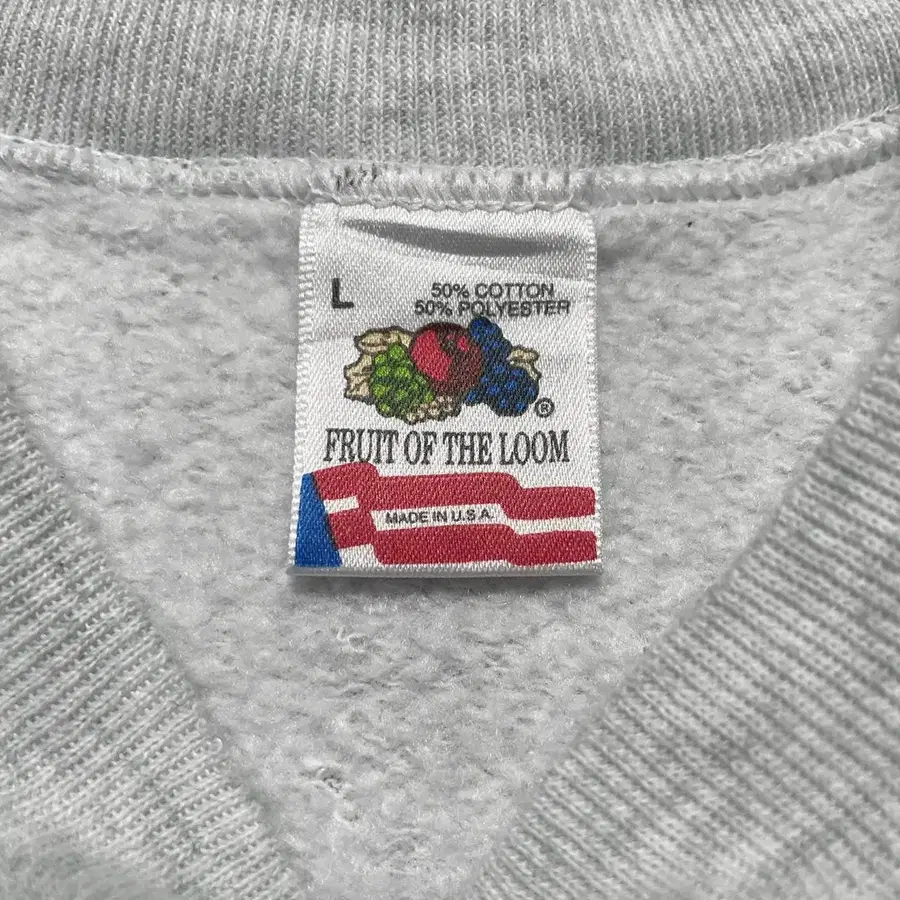 L
50% COTTON
50% POLYESTER
®
FRUIT OF THE LOOM
MADE IN U.S.A.